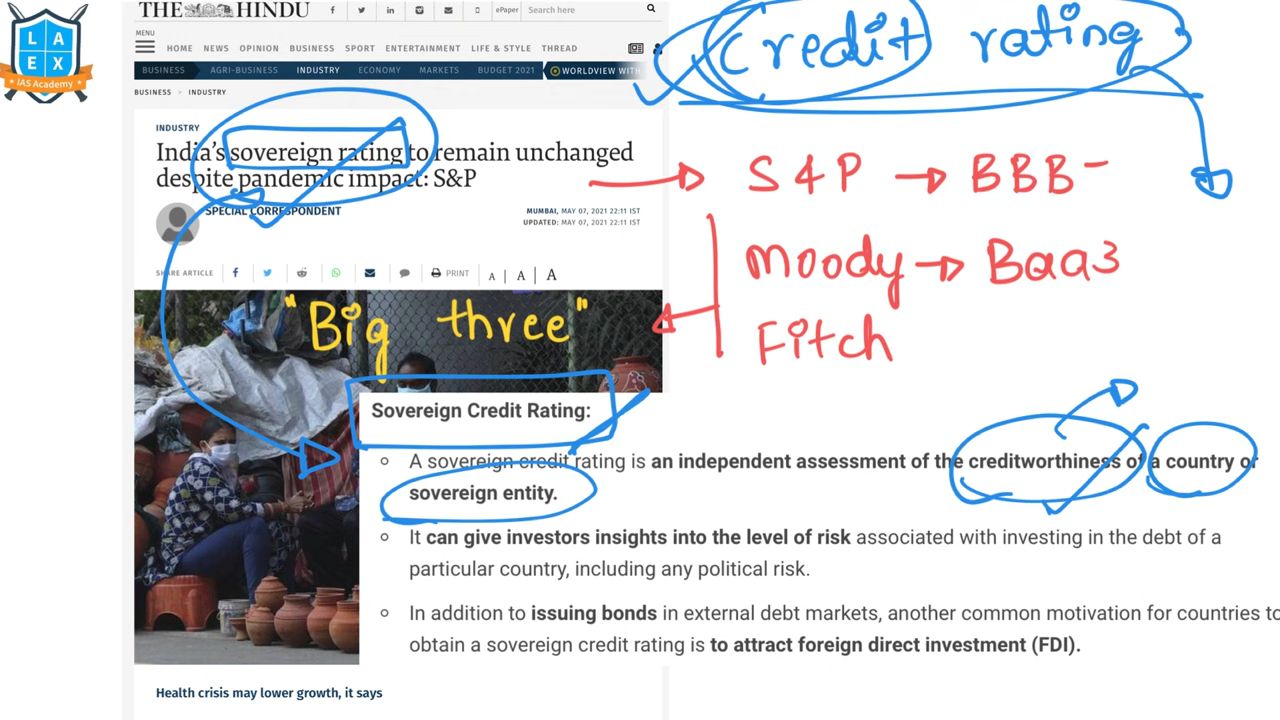 LA
EX
IAS Academy
THE HINDU
ePaper
Search here
MENU
HOME NEWS OPINION BUSINESS SPORT ENTERTAINMENT LIFE & STYLE THREAD
BUSINESS AGRI-BUSINESS INDUSTRY ECONOMY MARKETS BUDGET 2021 WORLDVIEW WITH
BUSINESS INDUSTRY
Credit rating
INDUSTRY
India's sovereign rating to remain unchanged
despite pandemic impact: S&P
SPECIAL CORRESPONDENT
MUMBAI, MAY 07, 2021 22:11 IST
UPDATED: MAY 07, 2021 22:11 IST
SHARE ARTICLE
PRINT
A | A | A
S&P → BBB-
Moody → Baa3
Fitch
"Big three"
Sovereign Credit Rating:
A sovereign credit rating is an independent assessment of the creditworthiness of a country or
sovereign entity.
It can give investors insights into the level of risk associated with investing in the debt of a
particular country, including any political risk.
In addition to issuing bonds in external debt markets, another common motivation for countries to
obtain a sovereign credit rating is to attract foreign direct investment (FDI).
Health crisis may lower growth, it says